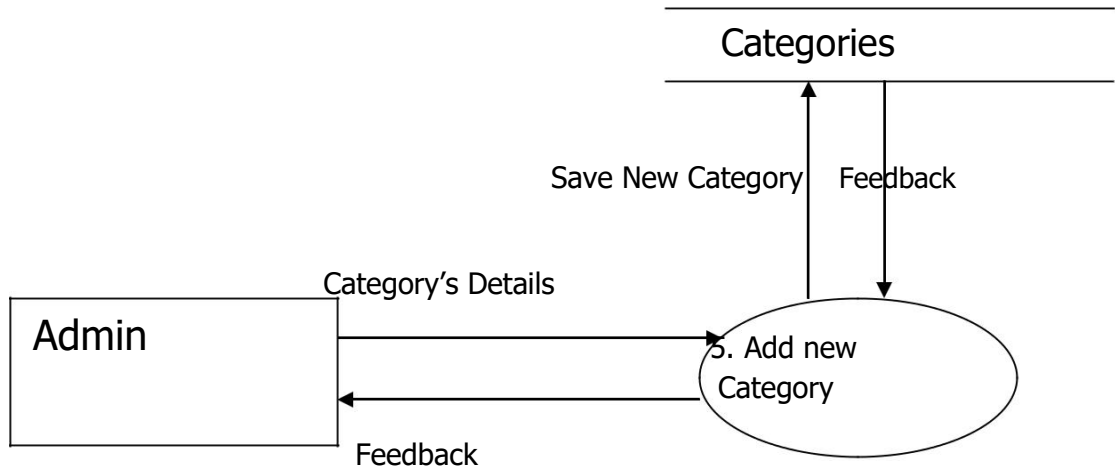 Categories
Save New Category
Feedback
Category’s Details
Admin
5. Add new
Category
Feedback